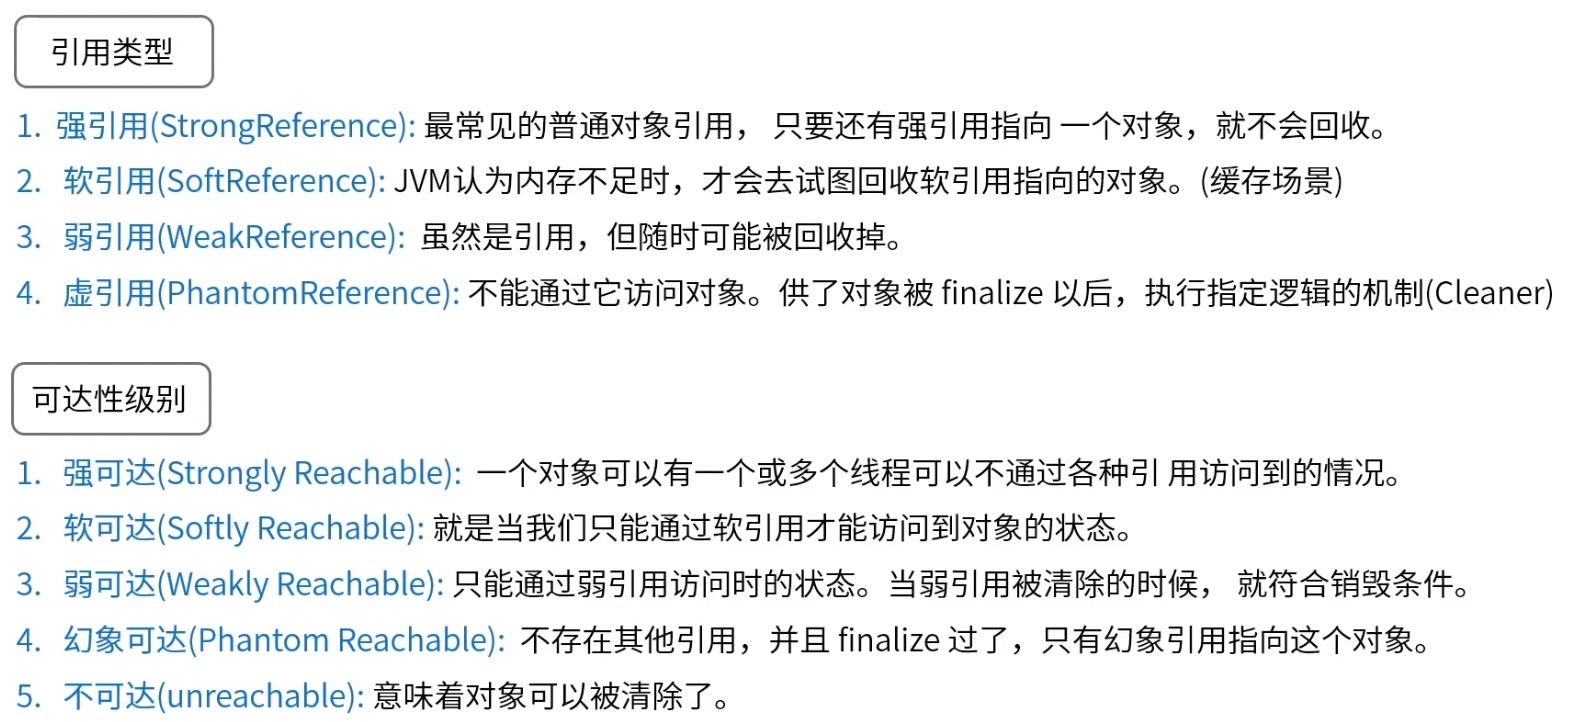 引用类型
1. 强引用(StrongReference): 最常见的普通对象引用， 只要还有强引用指向 一个对象，就不会回收。
2. 软引用(SoftReference): JVM认为内存不足时，才会去试图回收软引用指向的对象。(缓存场景)
3. 弱引用(WeakReference): 虽然是引用，但随时可能被回收掉。
4. 虚引用(PhantomReference): 不能通过它访问对象。供了对象被 finalize 以后，执行指定逻辑的机制(Cleaner)
可达性级别
1. 强可达(Strongly Reachable): 一个对象可以有一个或多个线程可以不通过各种引 用访问到的情况。
2. 软可达(Softly Reachable): 就是当我们只能通过软引用才能访问到对象的状态。
3. 弱可达(Weakly Reachable): 只能通过弱引用访问时的状态。当弱引用被清除的时候， 就符合销毁条件。
4. 幻象可达(Phantom Reachable): 不存在其他引用，并且 finalize 过了，只有幻象引用指向这个对象。
5. 不可达(unreachable): 意味着对象可以被清除了。